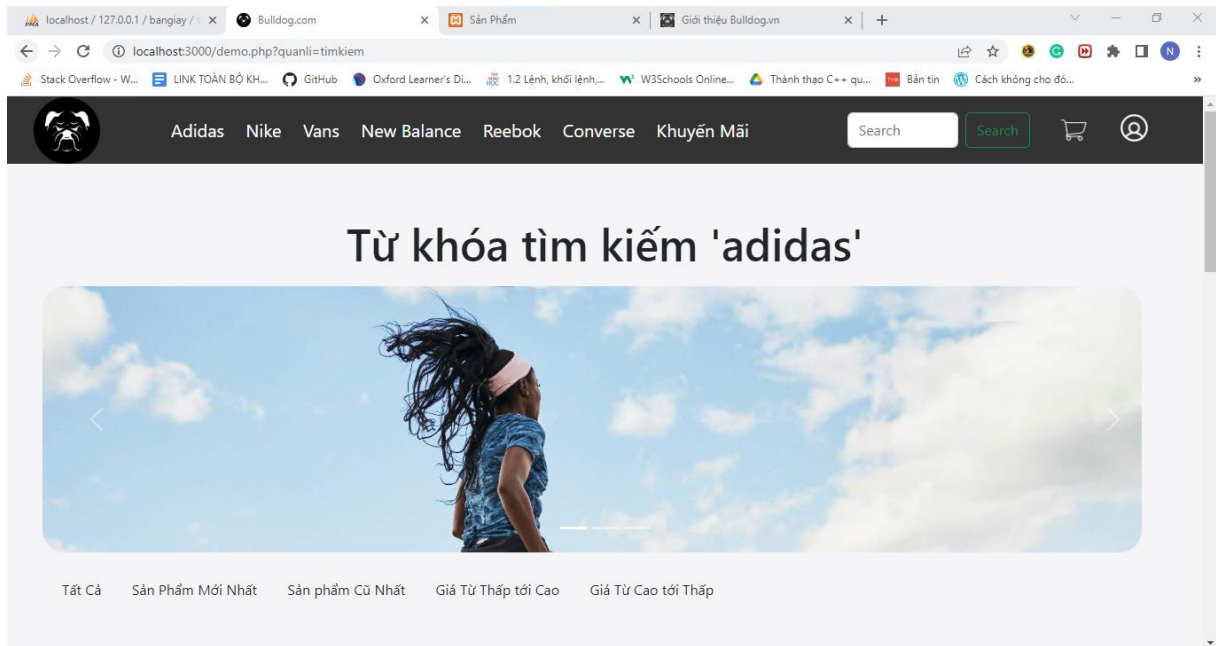 localhost / 127.0.0.1 / bangiay / t
Bulldog.com
Sản Phẩm
Giới thiệu Bulldog.vn
localhost:3000/demo.php?quanli=timkiem
N
Stack Overflow - W...
LINK TOÀN BỘ KH...
GitHub
Oxford Learner's Di...
1.2 Lệnh, khối lệnh,...
W3Schools Online...
Thành thạo C++ qu...
Bản tin
Cách không cho đó...
»
Adidas Nike Vans New Balance Reebok Converse Khuyến Mãi
Search
Search
Từ khóa tìm kiếm 'adidas'
Tất Cả Sản Phẩm Mới Nhất Sản phẩm Cũ Nhất Giá Từ Thấp tới Cao Giá Từ Cao tới Thấp